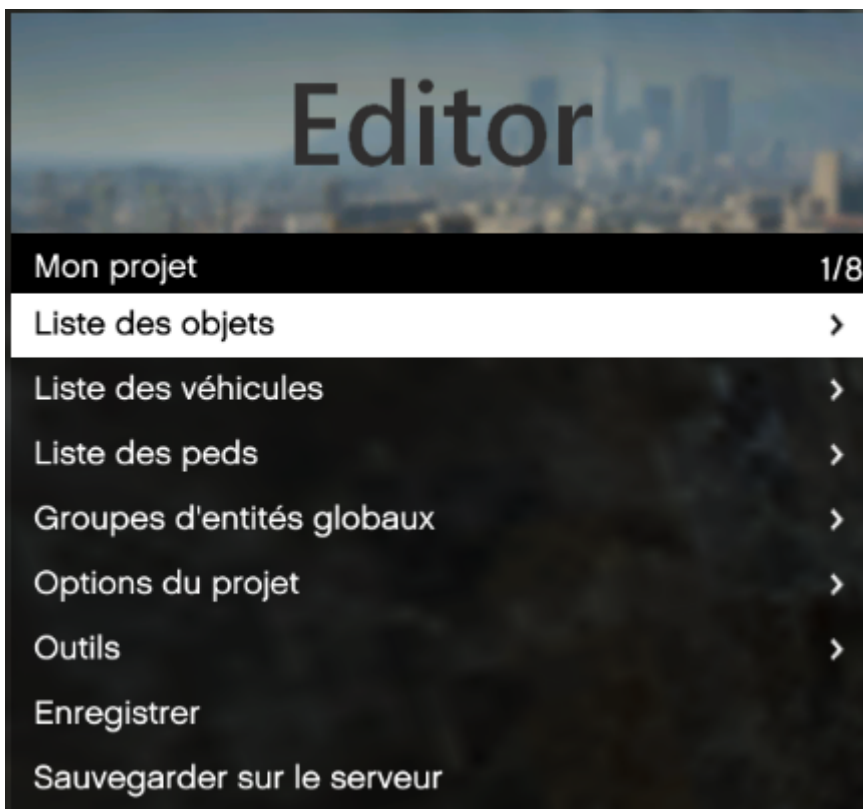 Editor
Mon projet 1/8
Liste des objets
Liste des véhicules
Liste des peds
Groupes d'entités globaux
Options du projet
Outils
Enregistrer
Sauvegarder sur le serveur